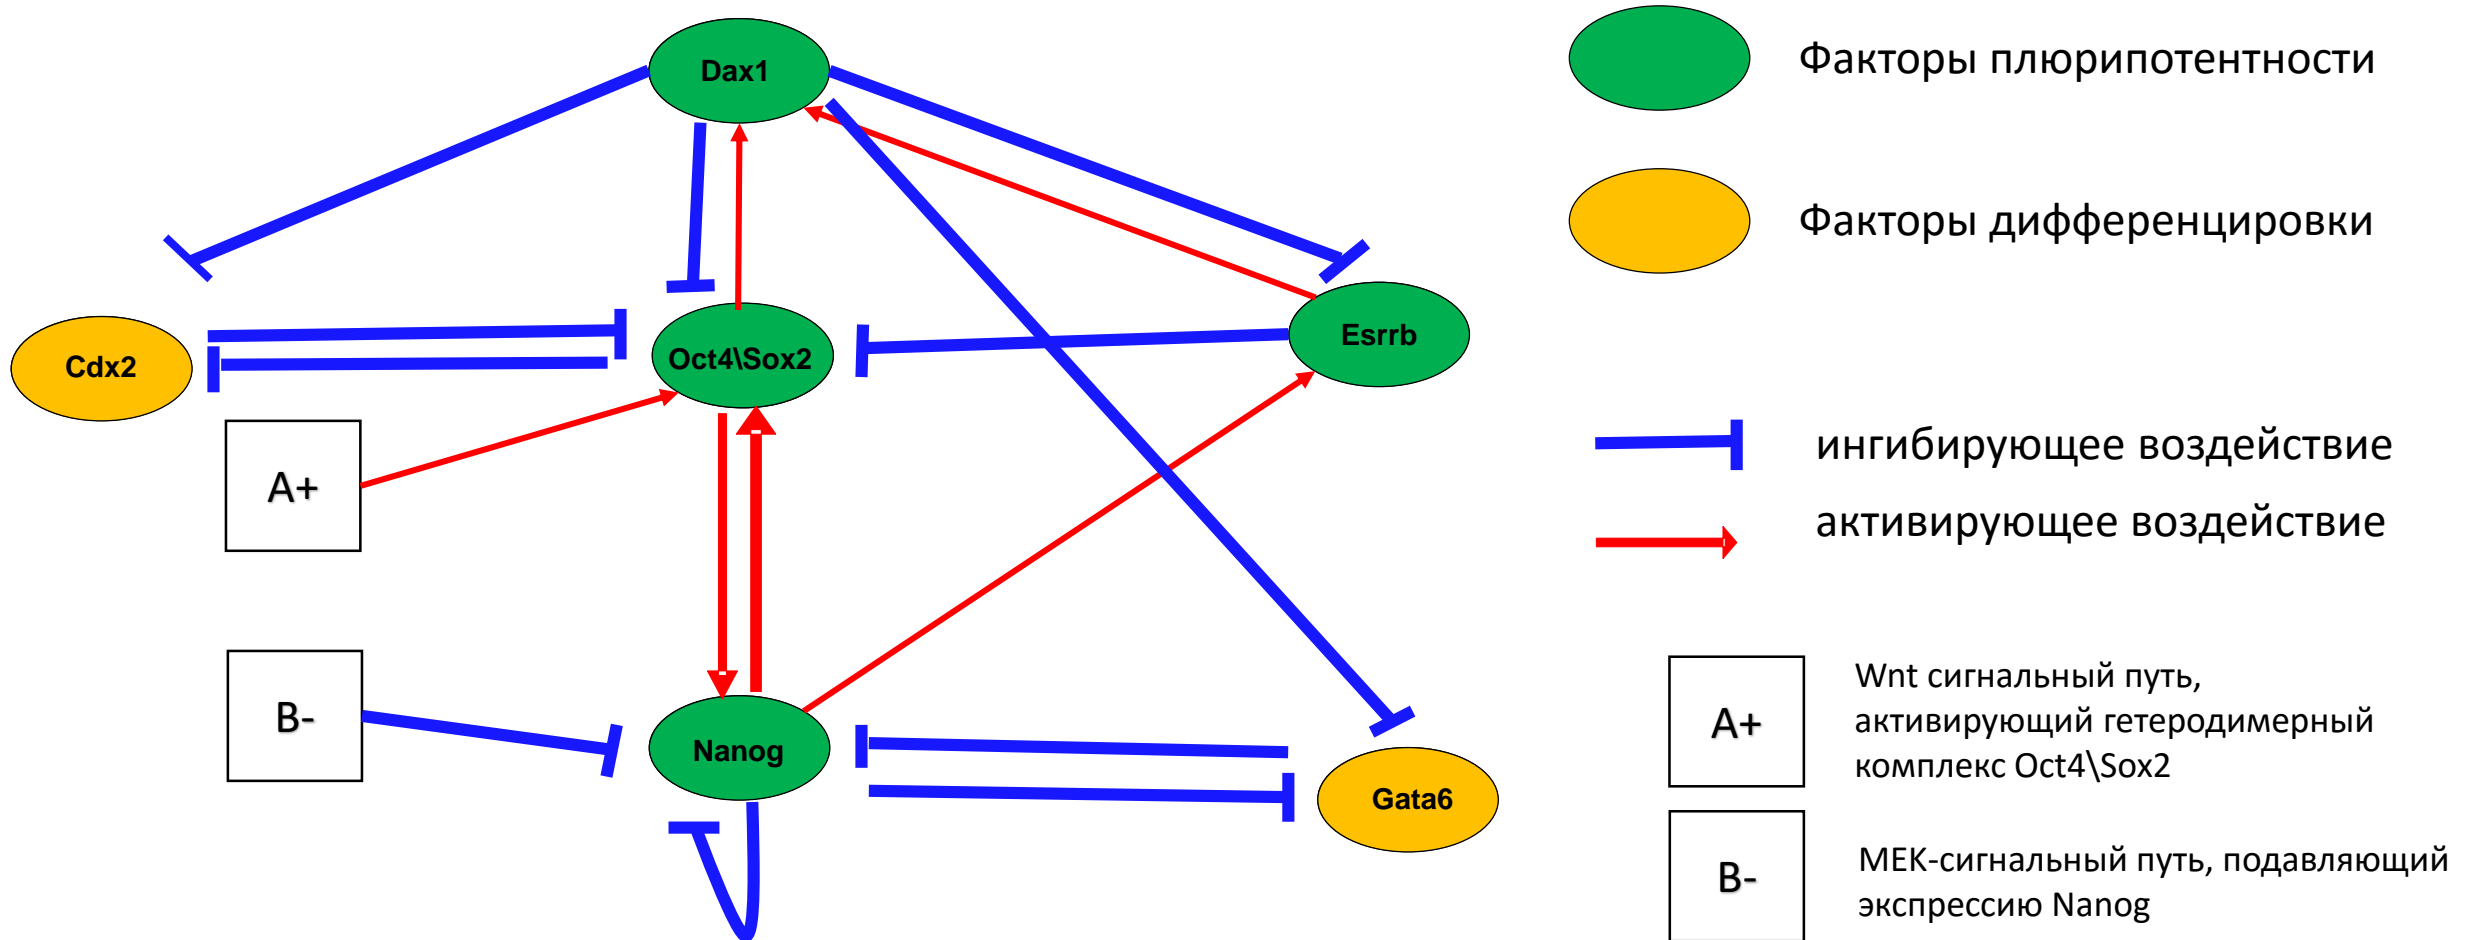 Dax1
Факторы плюрипотентности
Факторы дифференцировки
Cdx2
Oct4\Sox2
Esrrb
A+
ингибирующее воздействие
активирующее воздействие
B-
Nanog
Gata6
A+
Wnt сигнальный путь,
активирующий гетеродимерный
комплекс Oct4\Sox2
B-
MEK-сигнальный путь, подавляющий
экспрессию Nanog